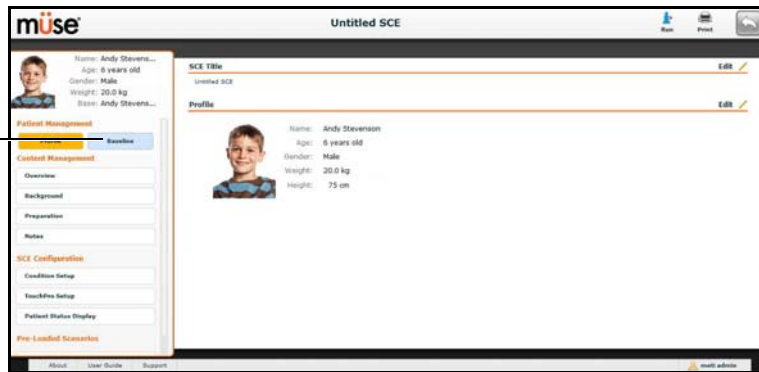 müse
Untitled SCE
Run
Print
Name: Andy Stevens...
Age: 6 years old
Gender: Male
Weight: 20.0 kg
Base: Andy Stevens...
Patient Management
Profile
Baseline
Content Management
Overview
Background
Preparation
Notes
SCE Configuration
Condition Setup
TouchPro Setup
Patient Status Display
Pre-Loaded Scenarios
SCE Title
Edit
Untitled SCE
Profile
Edit
Name: Andy Stevenson
Age: 6 years old
Gender: Male
Weight: 20.0 kg
Height: 75 cm
About
User Guide
Support
meti admin